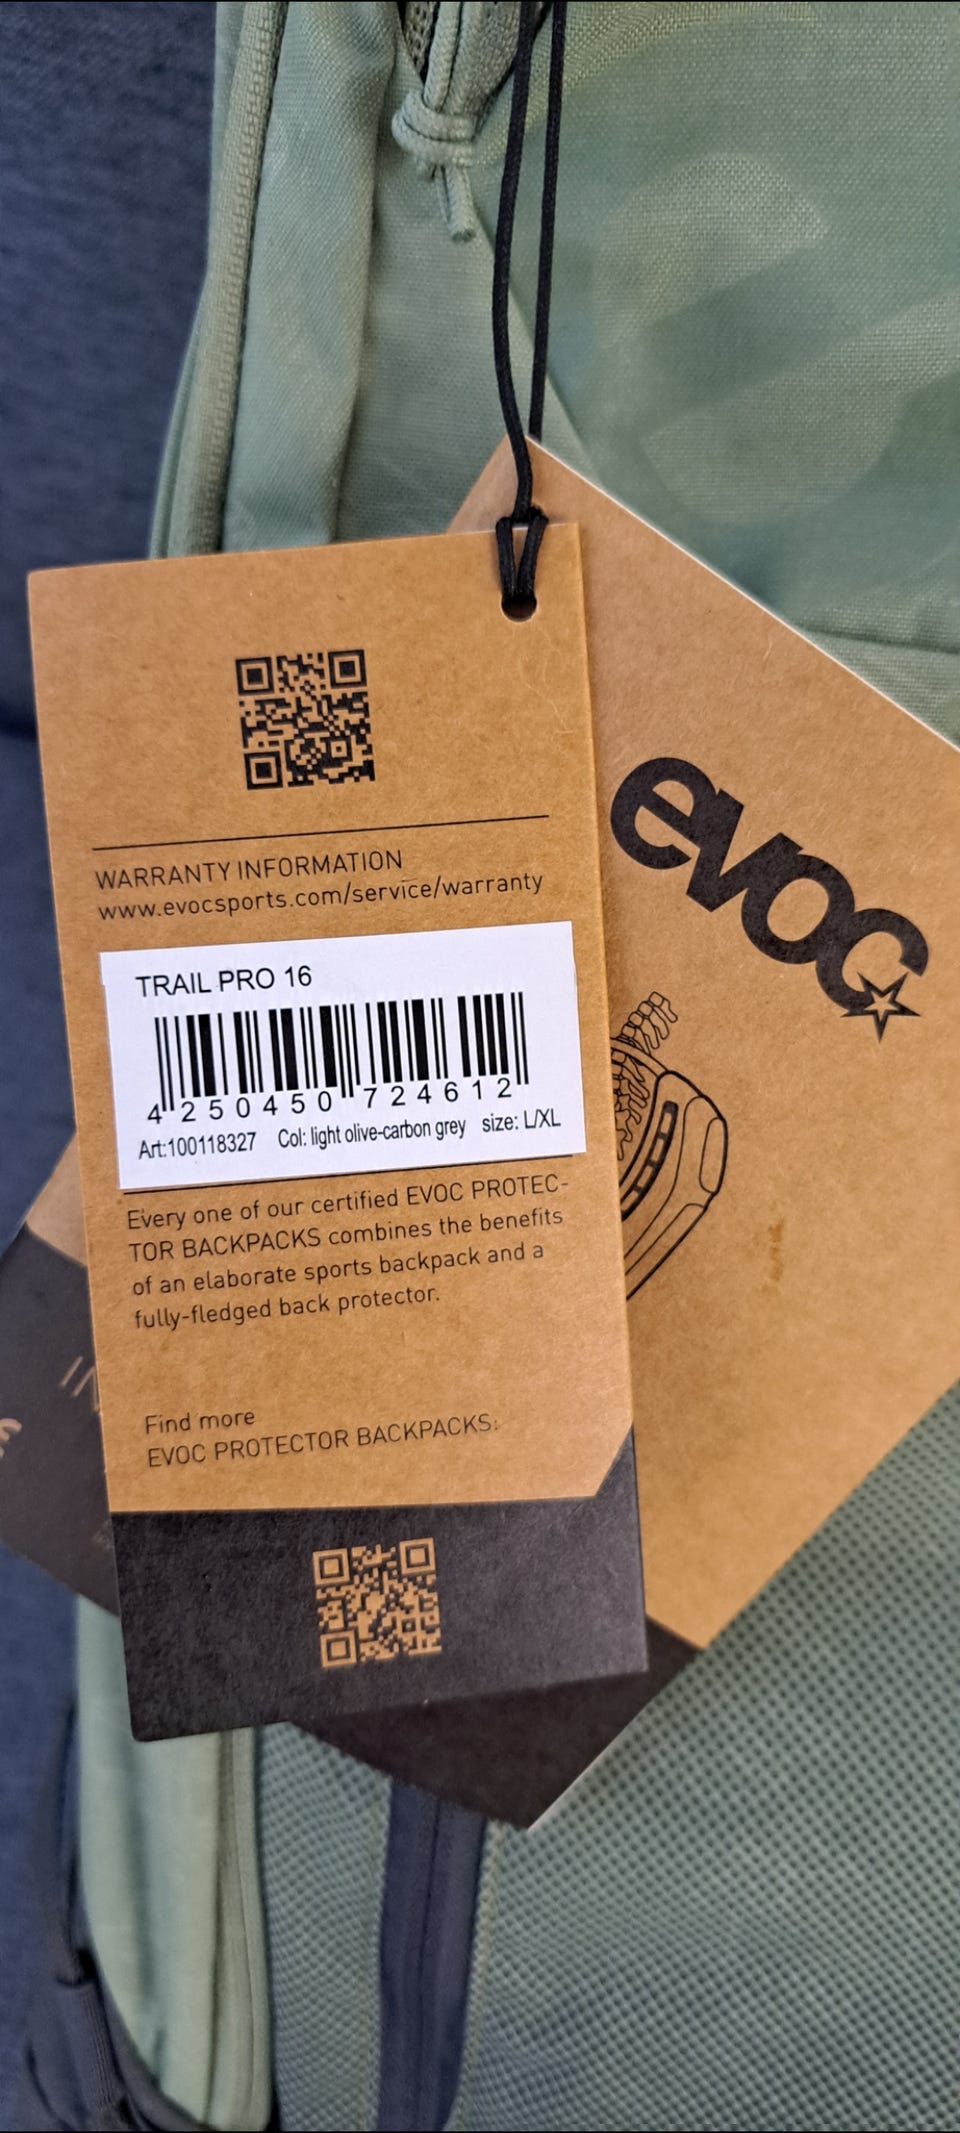 WARRANTY INFORMATION
www.evocsports.com/service/warranty
TRAIL PRO 16
4 250450 724612
Art:100118327 Col: light olive-carbon grey size: L/XL
Every one of our certified EVOC PROTEC-
TOR BACKPACKS combines the benefits
of an elaborate sports backpack and a
fully-fledged back protector.
Find more
EVOC PROTECTOR BACKPACKS:
evoc